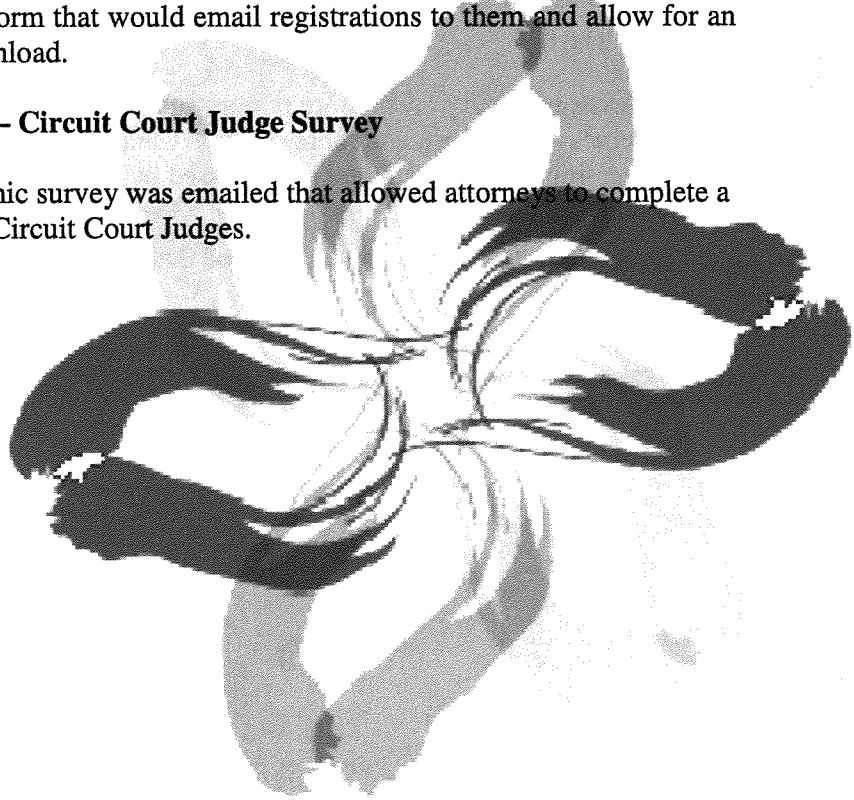 orm that would email registrations to them and allow for an
nload.
– Circuit Court Judge Survey
nic survey was emailed that allowed attorneys to complete a
Circuit Court Judges.